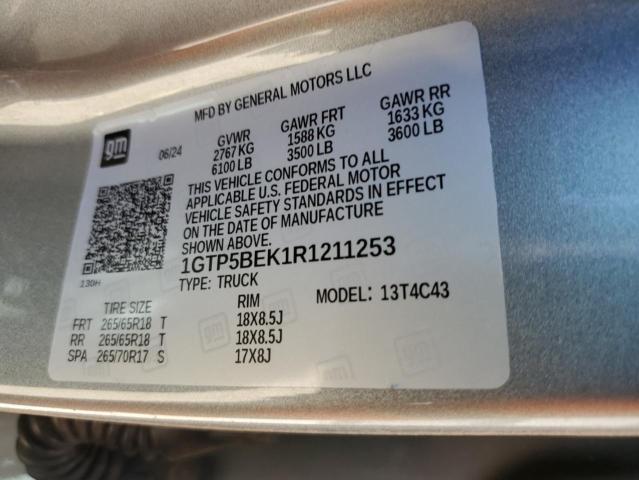 MFD BY GENERAL MOTORS LLC
gm
06/24
GVWR GAWR FRT GAWR RR
2767 KG 1588 KG 1633 KG
6100 LB 3500 LB 3600 LB
THIS VEHICLE CONFORMS TO ALL
APPLICABLE U.S. FEDERAL MOTOR
VEHICLE SAFETY STANDARDS IN EFFECT
ON THE DATE OF MANUFACTURE
SHOWN ABOVE.
130H
1GTP5BEK1R1211253
TYPE: TRUCK MODEL: 13T4C43
TIRE SIZE RIM
FRT 265/65R18 T 18X8.5J
RR 265/65R18 T 18X8.5J
SPA 265/70R17 S 17X8J